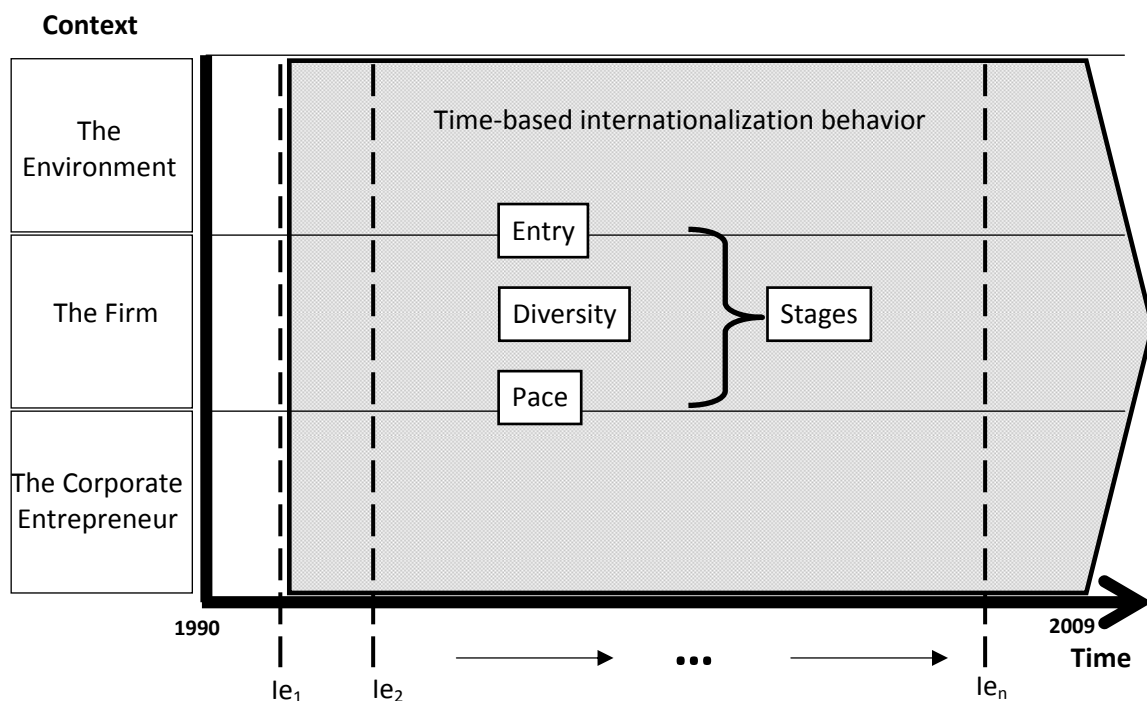 Context
The
Environment
Time-based internationalization behavior
Entry
The Firm
Diversity
Stages
Pace
The Corporate
Entrepreneur
1990
2009
Time
...
Ie₁
Ie₂
Ieₙ